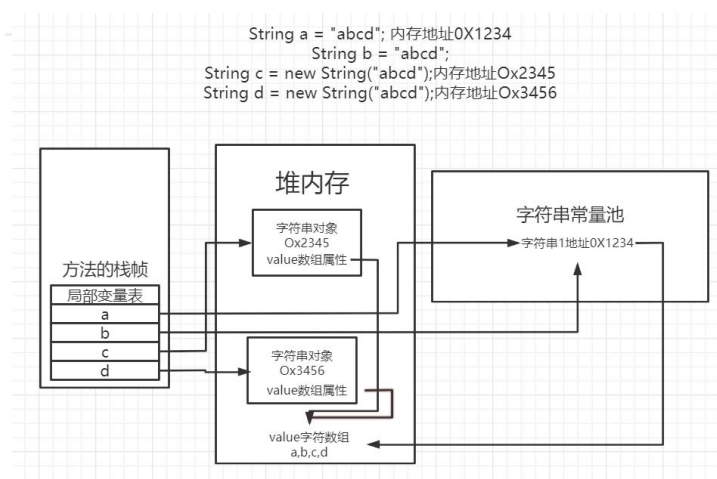 String a = "abcd"; 内存地址0X1234
String b = "abcd";
String c = new String("abcd");内存地址Ox2345
String d = new String("abcd");内存地址Ox3456
堆内存
字符串对象
Ox2345
value数组属性
字符串常量池
字符串1地址0X1234
方法的栈帧
局部变量表
a
b
c
d
字符串对象
Ox3456
value数组属性
value字符数组
a,b,c,d